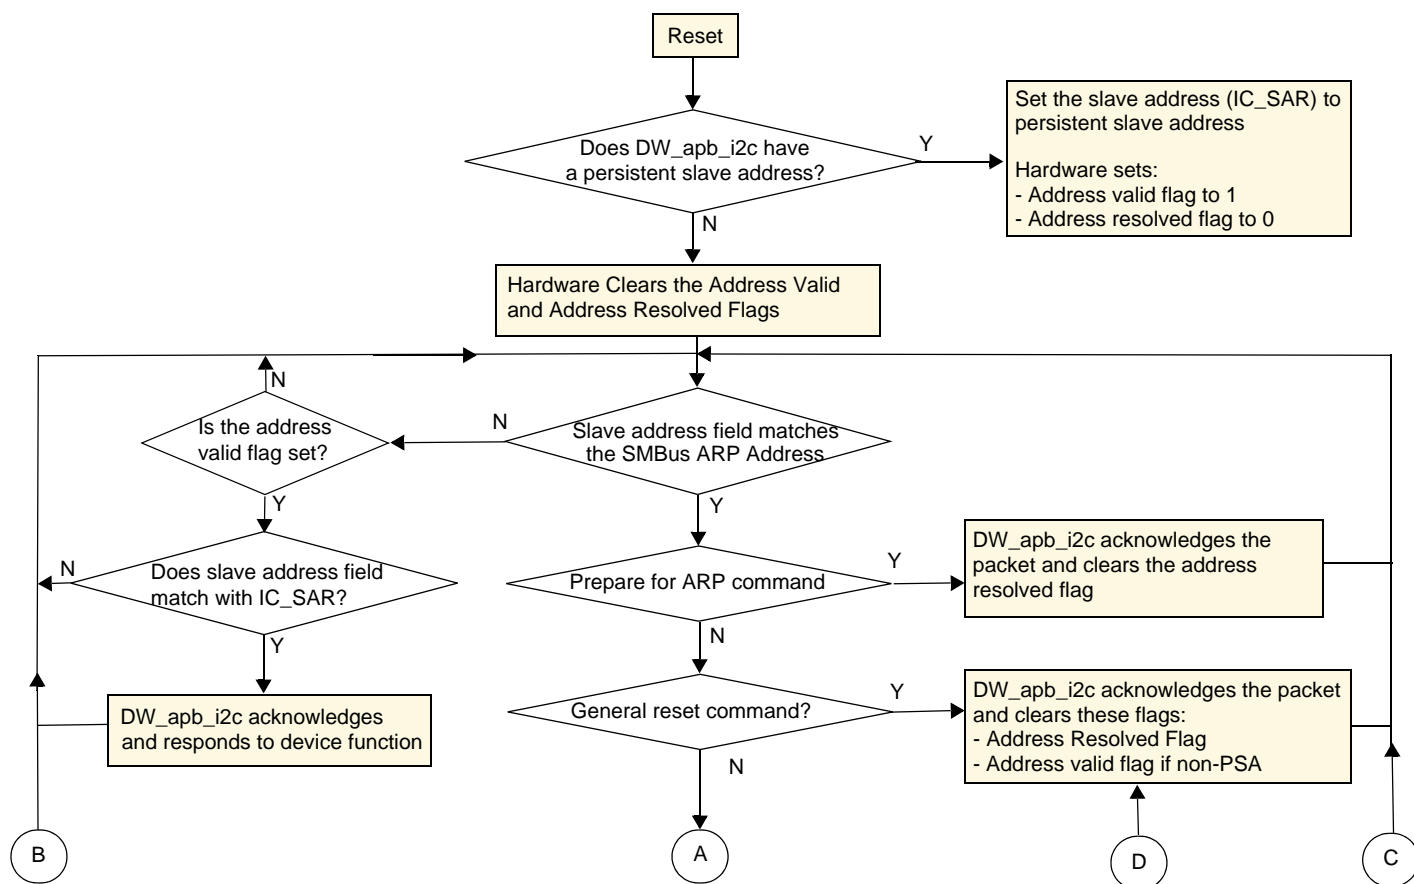 Reset
Does DW_apb_i2c have
a persistent slave address?
Y
Set the slave address (IC_SAR) to
persistent slave address
Hardware sets:
- Address valid flag to 1
- Address resolved flag to 0
N
Hardware Clears the Address Valid
and Address Resolved Flags
N
Is the address
valid flag set?
N
Slave address field matches
the SMBus ARP Address
Y
Y
N
Does slave address field
match with IC_SAR?
Prepare for ARP command
Y
DW_apb_i2c acknowledges the
packet and clears the address
resolved flag
Y
N
DW_apb_i2c acknowledges
and responds to device function
General reset command?
Y
DW_apb_i2c acknowledges the packet
and clears these flags:
- Address Resolved Flag
- Address valid flag if non-PSA
N
B
A
D
C